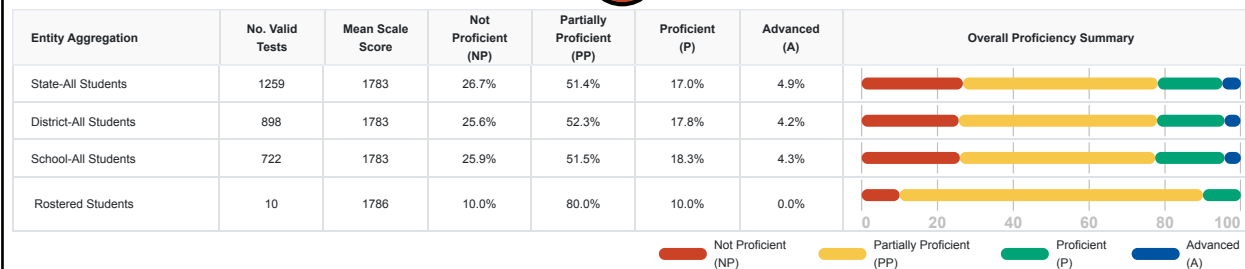 Entity Aggregation No. Valid Tests Mean Scale Score Not Proficient (NP) Partially Proficient (PP) Proficient (P) Advanced (A) Overall Proficiency Summary
State-All Students 1259 1783 26.7% 51.4% 17.0% 4.9%
District-All Students 898 1783 25.6% 52.3% 17.8% 4.2%
School-All Students 722 1783 25.9% 51.5% 18.3% 4.3%
Rostered Students 10 1786 10.0% 80.0% 10.0% 0.0%
0 20 40 60 80 100
Not Proficient (NP) Partially Proficient (PP) Proficient (P) Advanced (A)